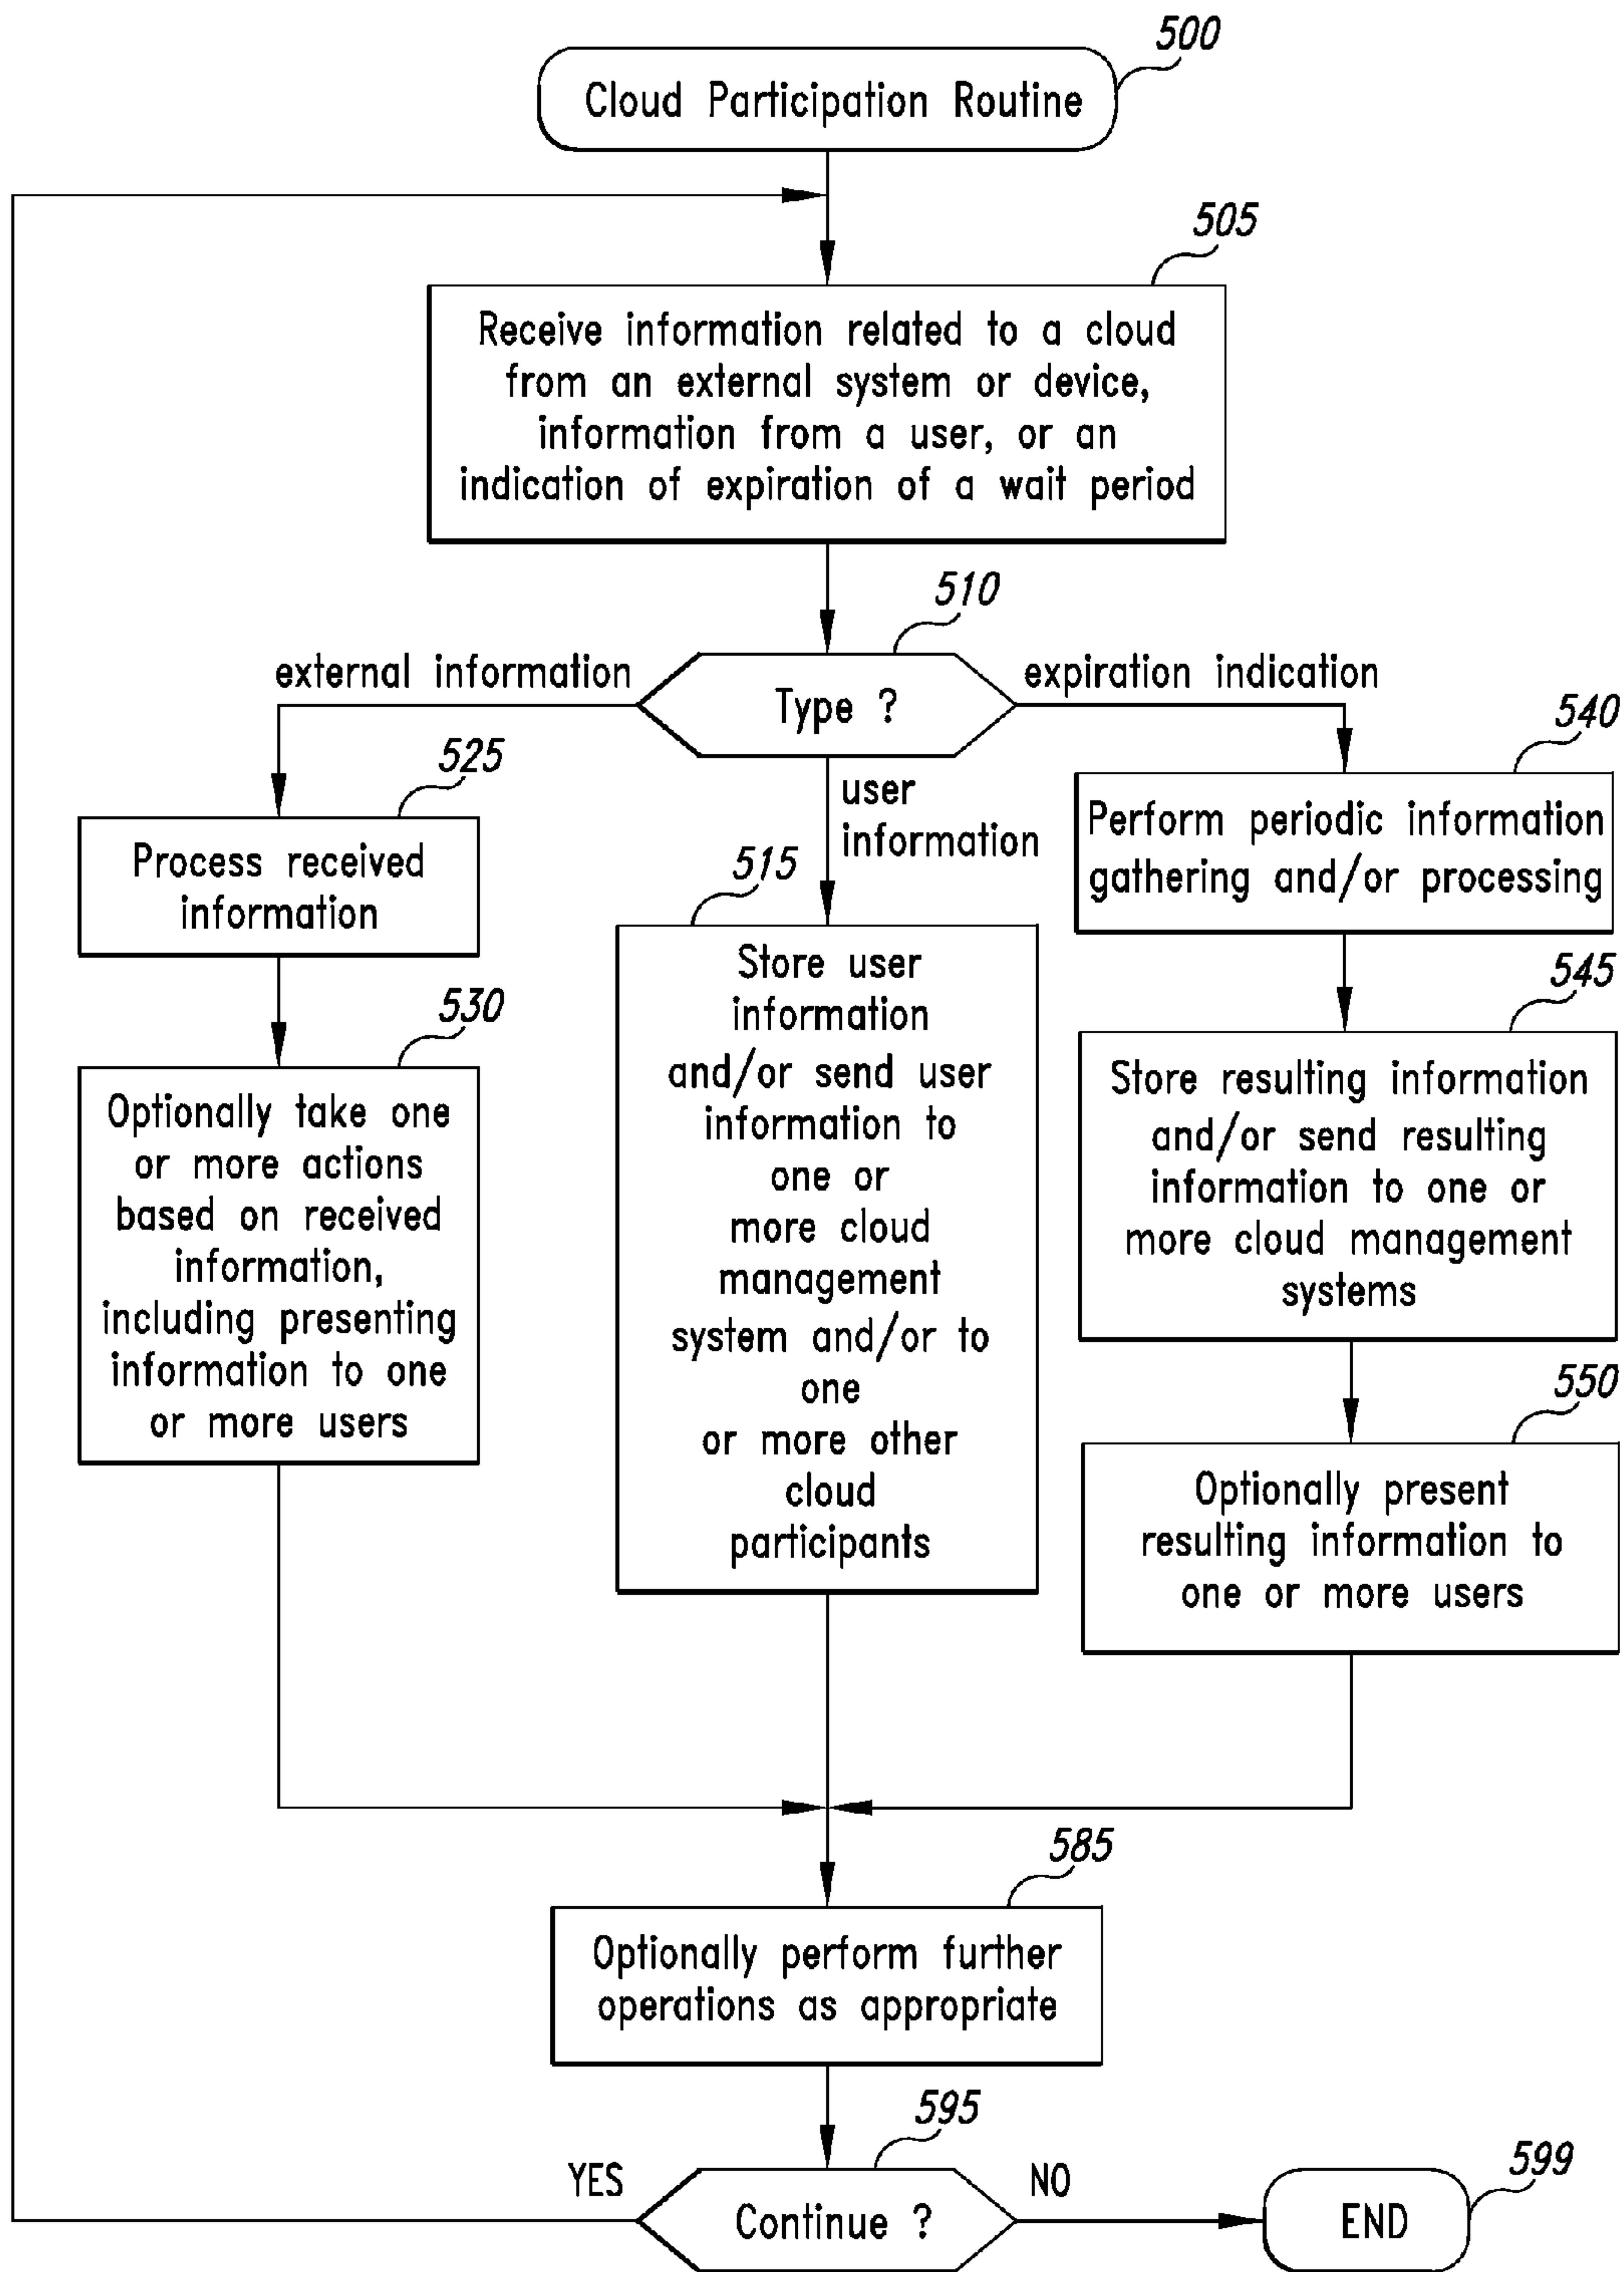 500
Cloud Participation Routine
505
Receive information related to a cloud
from an external system or device,
information from a user, or an
indication of expiration of a wait period
510
external information
Type ?
expiration indication
525
Process received
information
user
information
540
Perform periodic information
gathering and/or processing
530
Optionally take one
or more actions
based on received
information,
including presenting
information to one
or more users
515
Store user
information
and/or send user
information to
one or
more cloud
management
system and/or to
one
or more other
cloud
participants
545
Store resulting information
and/or send resulting
information to one or
more cloud management
systems
550
Optionally present
resulting information to
one or more users
585
Optionally perform further
operations as appropriate
595
YES
Continue ?
NO
599
END